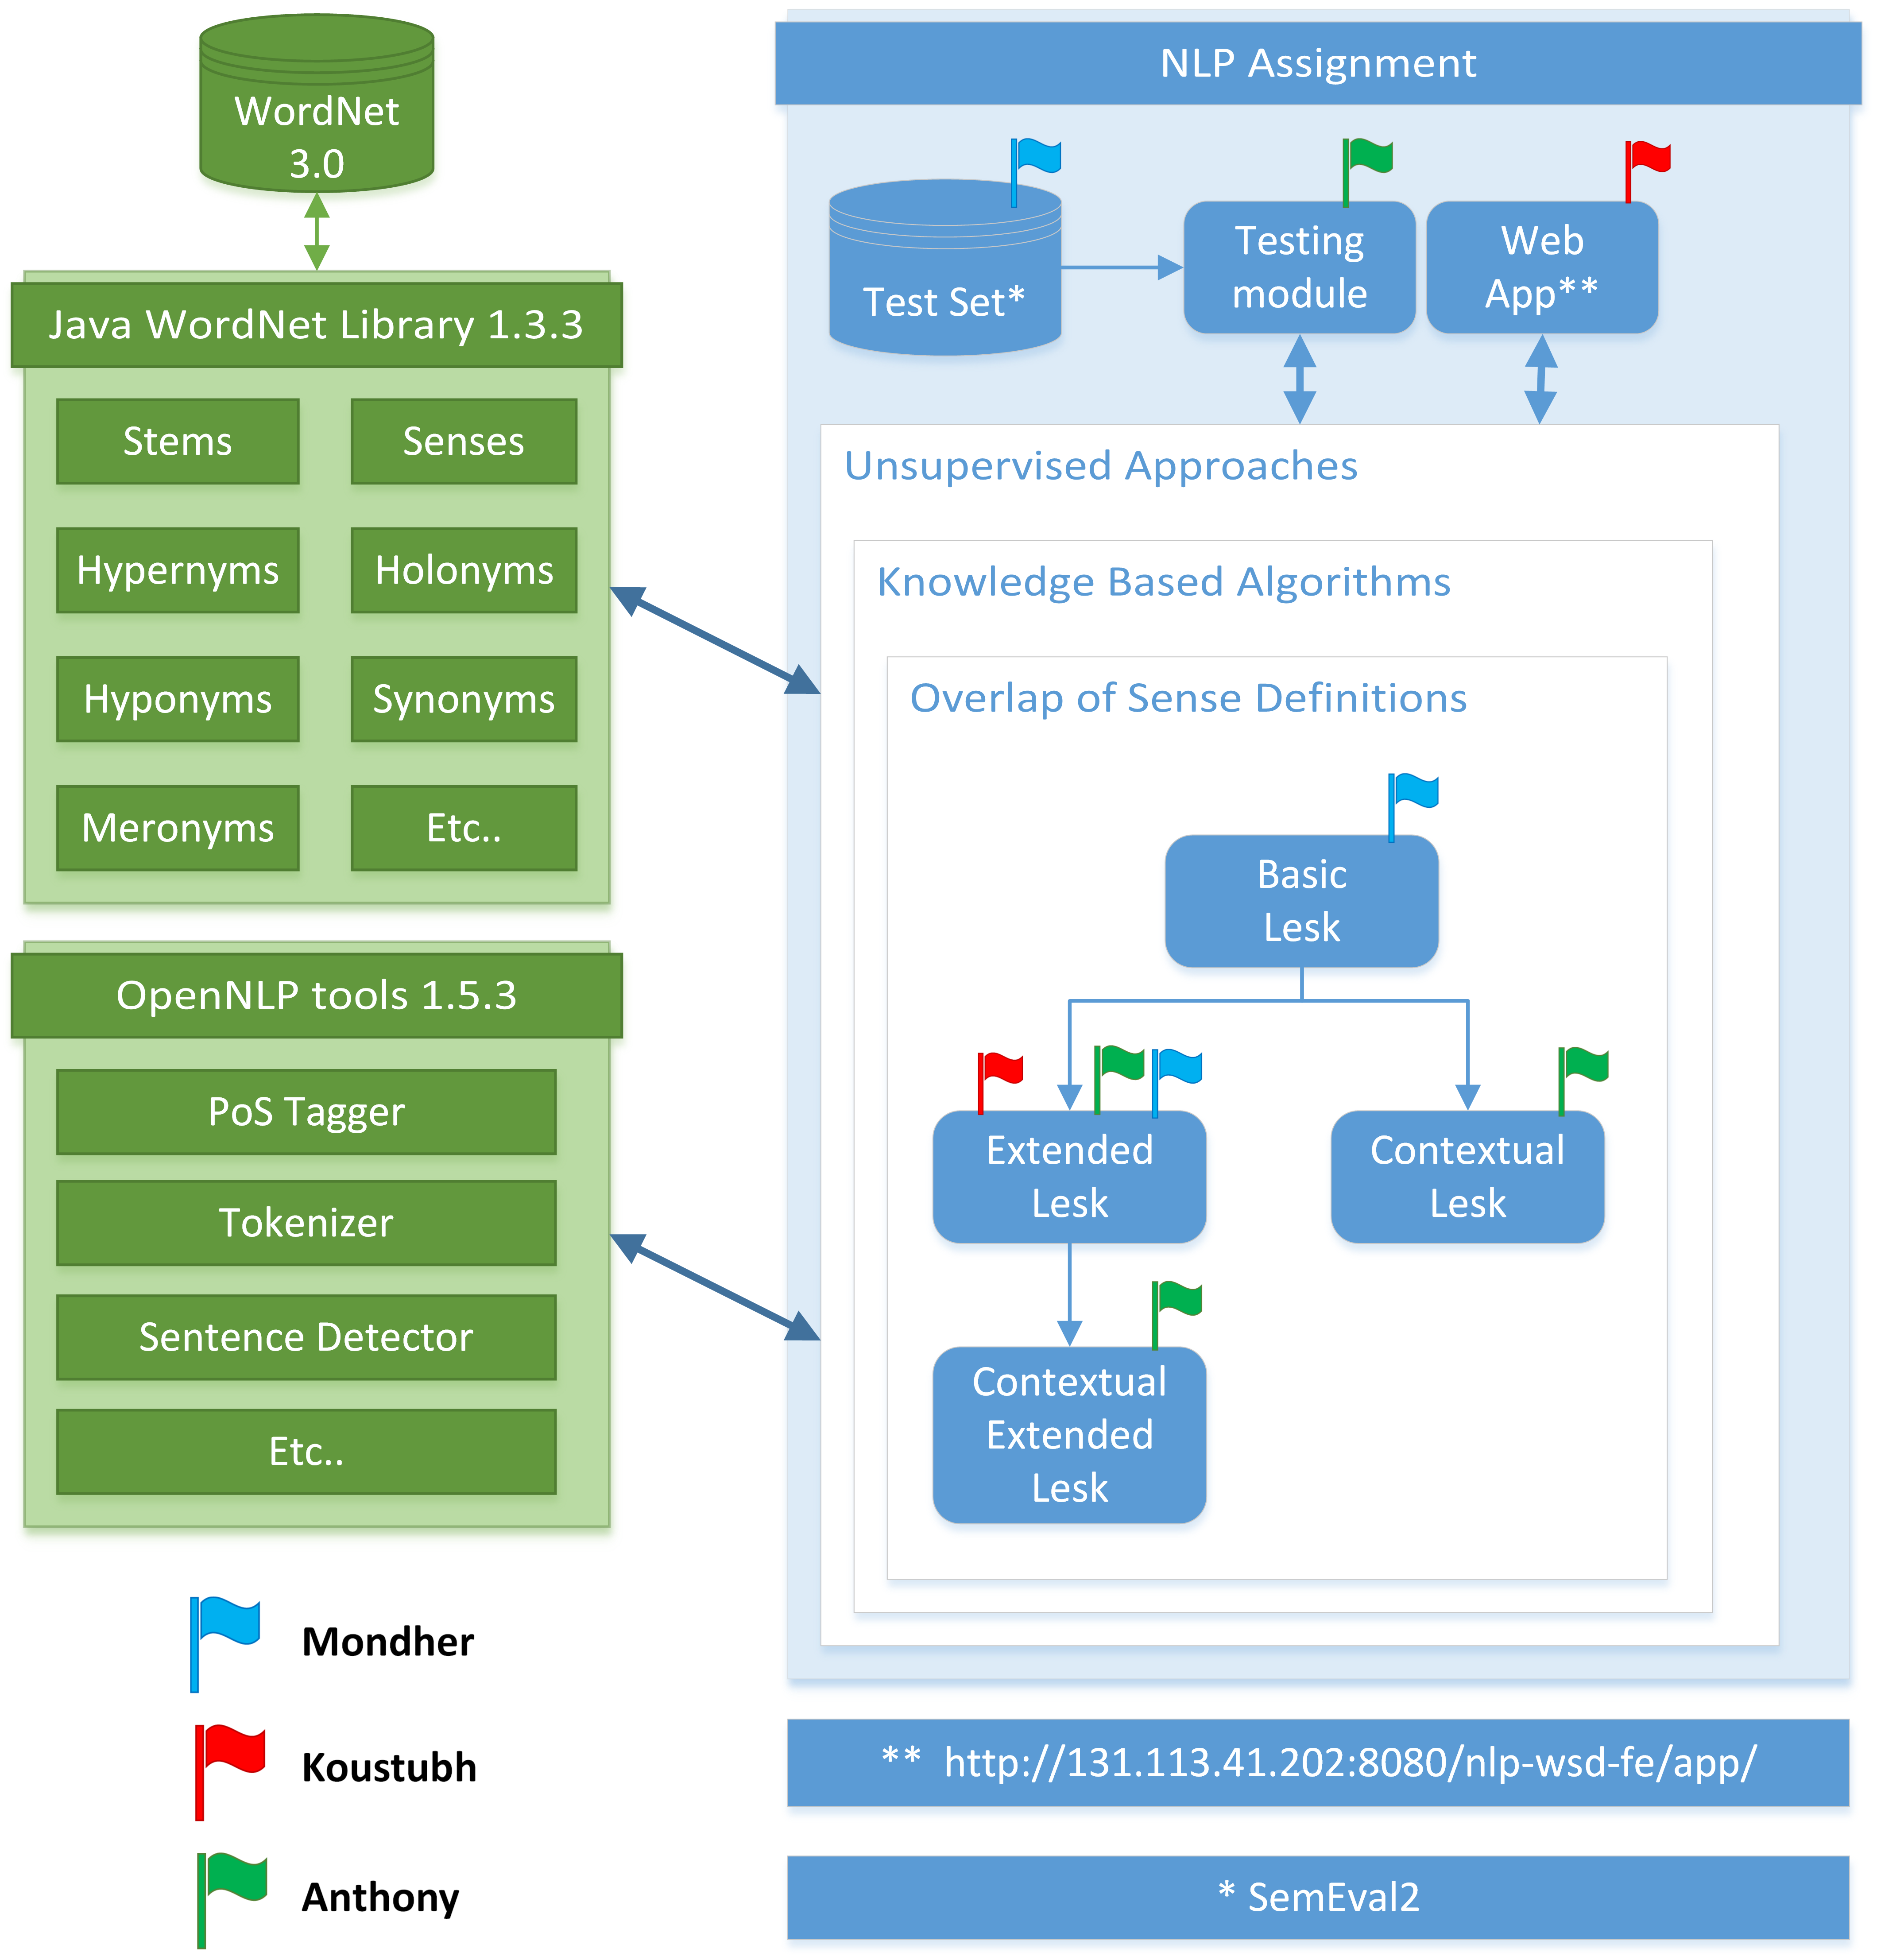 WordNet
3.0
Java WordNet Library 1.3.3
Stems
Senses
Hypernyms
Holonyms
Hyponyms
Synonyms
Meronyms
Etc..
OpenNLP tools 1.5.3
PoS Tagger
Tokenizer
Sentence Detector
Etc..
Mondher
Koustubh
Anthony
NLP Assignment
Test Set*
Testing
module
Web
App**
Unsupervised Approaches
Knowledge Based Algorithms
Overlap of Sense Definitions
Basic
Lesk
Extended
Lesk
Contextual
Lesk
Contextual
Extended
Lesk
** http://131.113.41.202:8080/nlp-wsd-fe/app/
* SemEval2